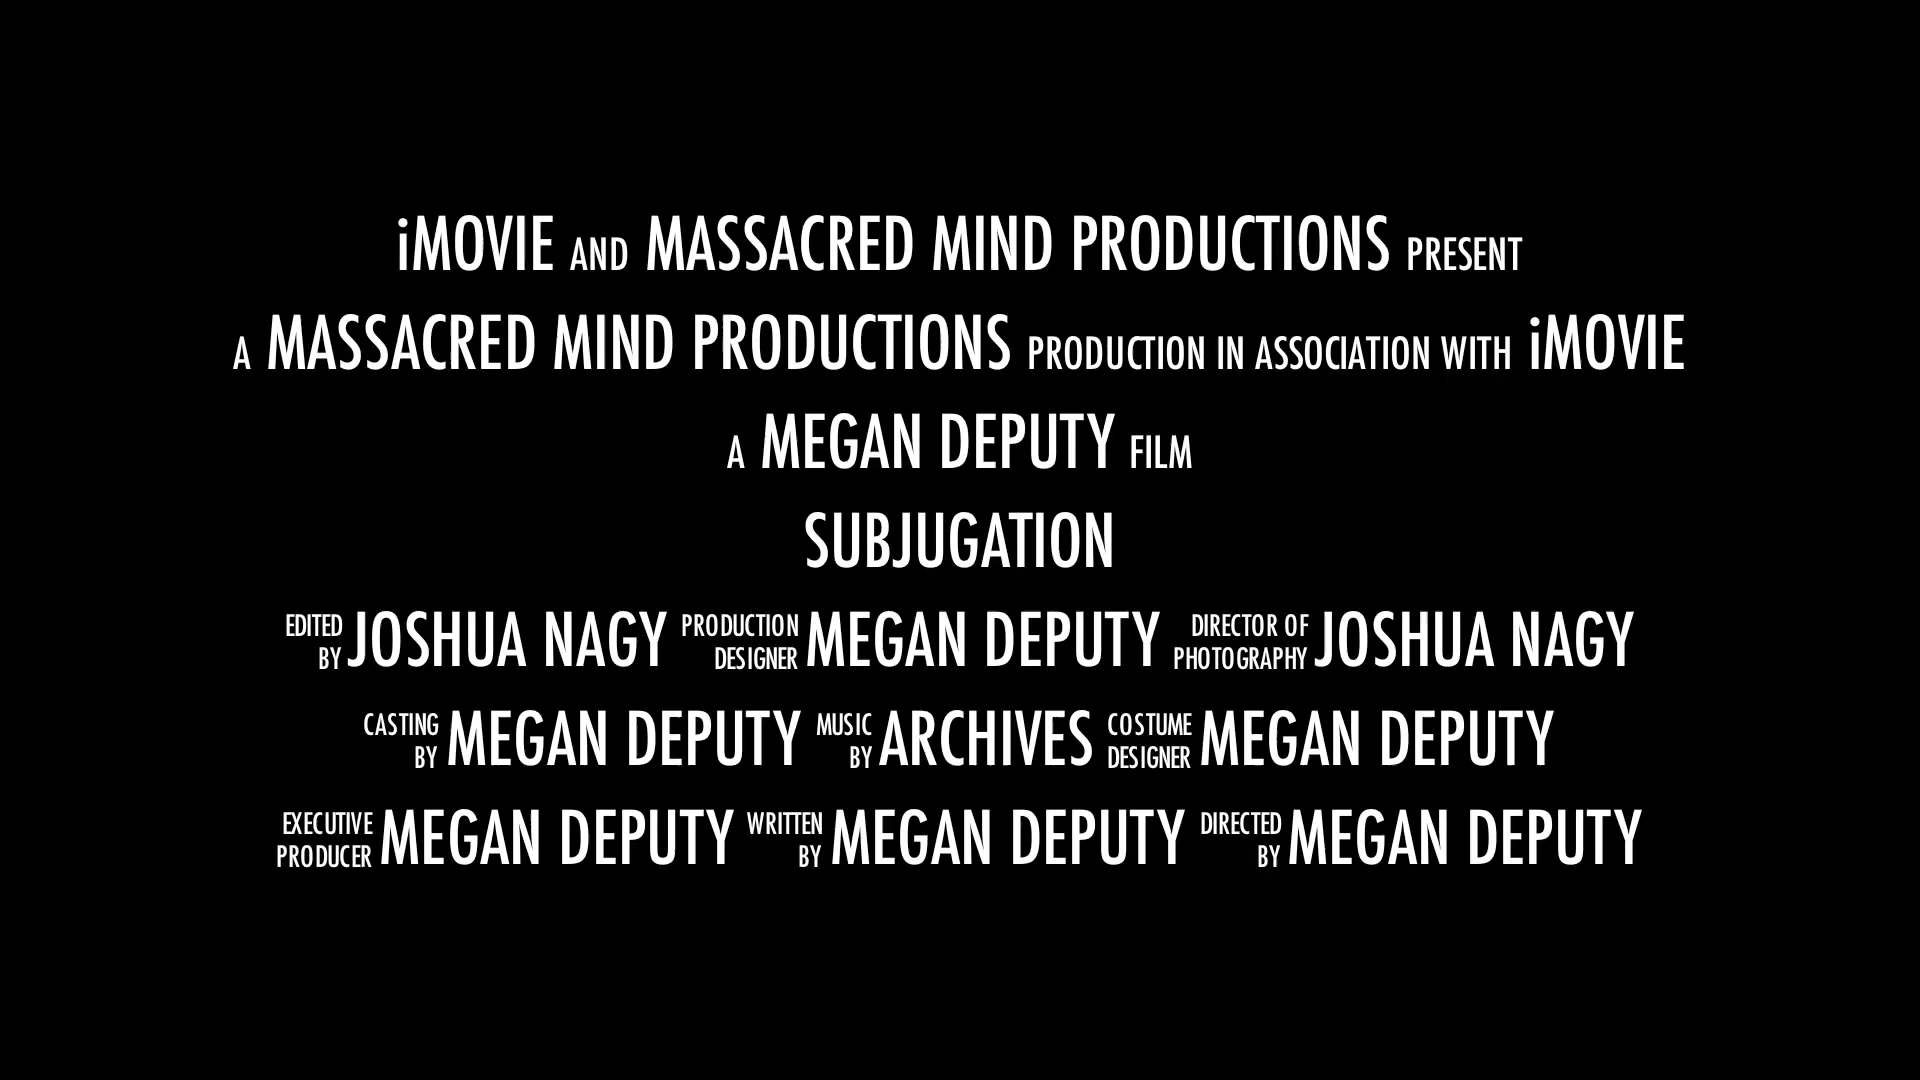 iMOVIE AND MASSACRED MIND PRODUCTIONS PRESENT
A MASSACRED MIND PRODUCTIONS PRODUCTION IN ASSOCIATION WITH iMOVIE
A MEGAN DEPUTY FILM
SUBJUGATION
EDITED BY JOSHUA NAGY PRODUCTION DESIGNER MEGAN DEPUTY DIRECTOR OF PHOTOGRAPHY JOSHUA NAGY
CASTING BY MEGAN DEPUTY MUSIC BY ARCHIVES COSTUME DESIGNER MEGAN DEPUTY
EXECUTIVE PRODUCER MEGAN DEPUTY WRITTEN BY MEGAN DEPUTY DIRECTED BY MEGAN DEPUTY